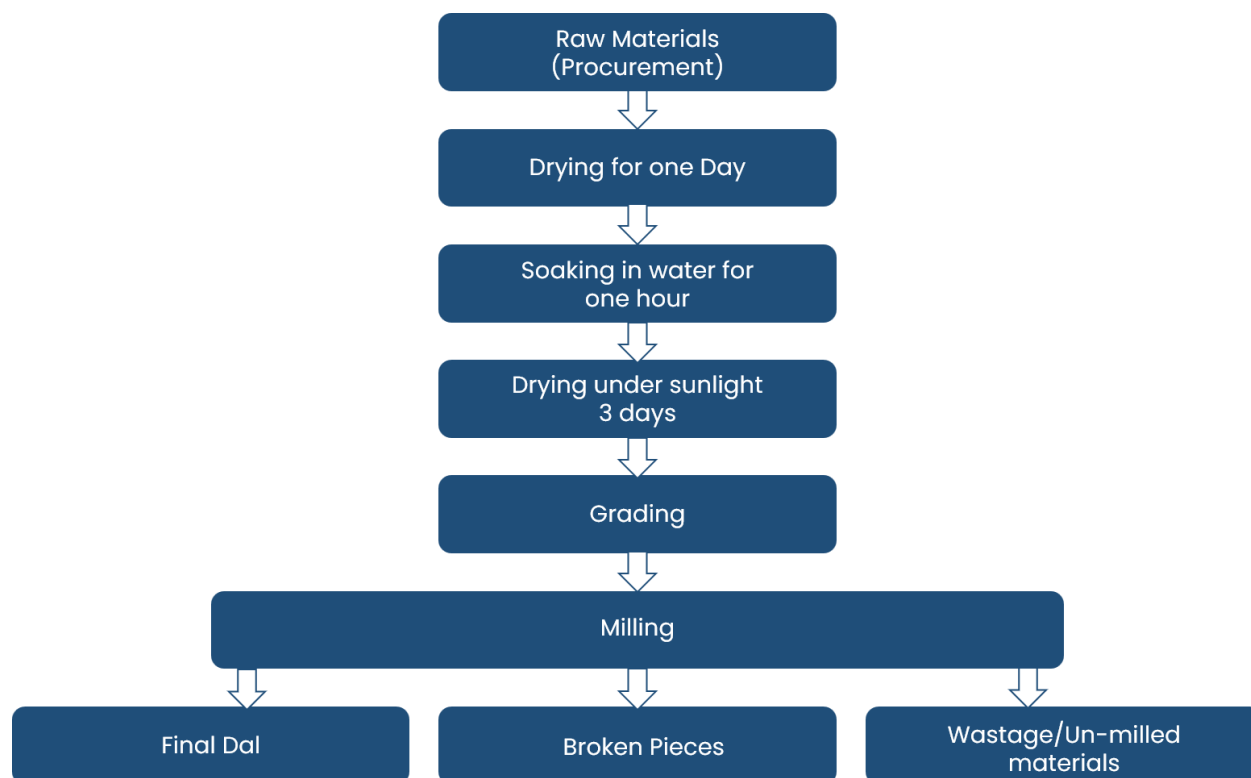 Raw Materials
(Procurement)
Drying for one Day
Soaking in water for
one hour
Drying under sunlight
3 days
Grading
Milling
Final Dal
Broken Pieces
Wastage/Un-milled
materials